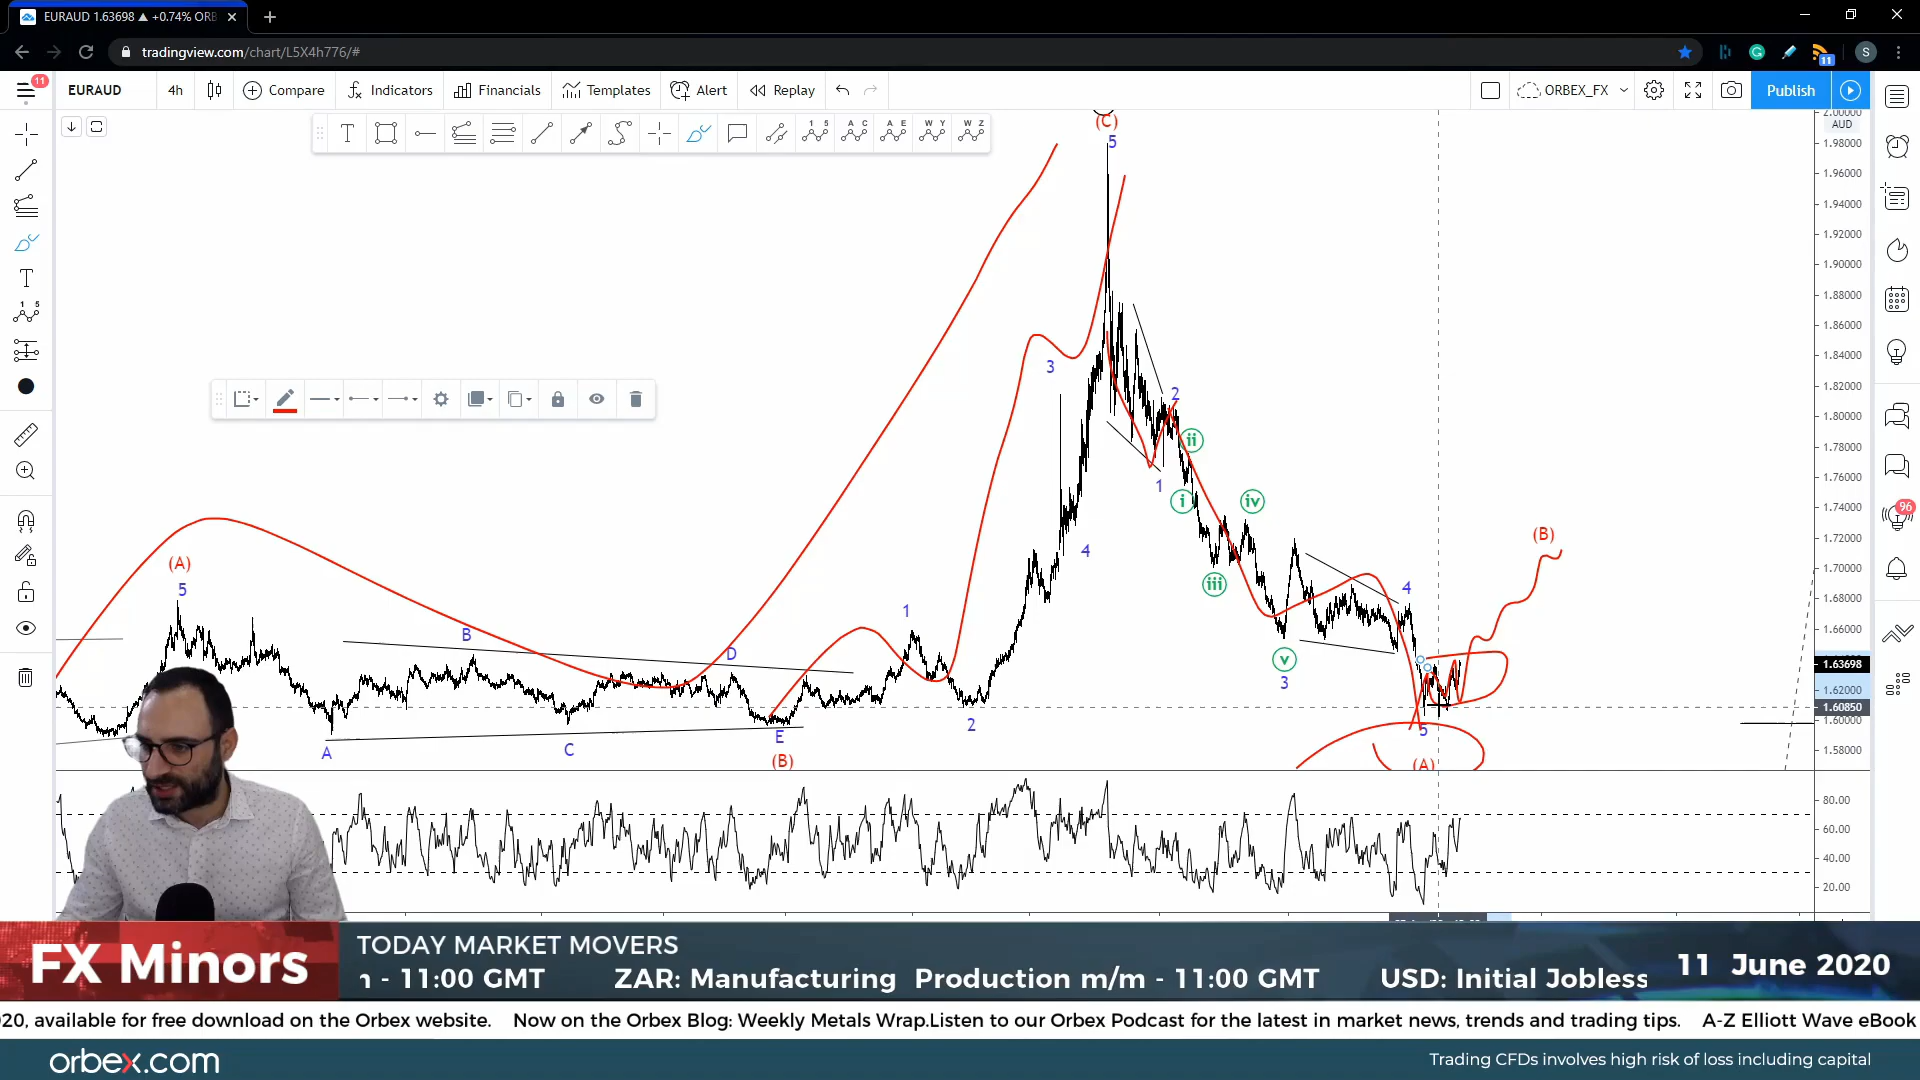 EURAUD 1.63698 ▲ +0.74% ORB
tradingview.com/chart/L5X4h776/#
11
S
11
EURAUD
4h
Compare
Indicators
Financials
Templates
Alert
Replay
ORBEX_FX
Publish
2.00000
AUD
1.98000
1.96000
1.94000
1.92000
1.90000
1.88000
1.86000
1.84000
1.82000
1.80000
1.78000
1.76000
1.74000
1.72000
1.70000
1.68000
1.66000
1.63698
1.62000
1.60850
1.60000
1.58000
80.00
60.00
40.00
20.00
96
(C)
5
3
4
2
1
ii
i
iv
iii
v
3
4
(B)
5
(A)
(A)
5
B
D
1
2
A
C
E
(B)
FX Minors
TODAY MARKET MOVERS
- 11:00 GMT ZAR: Manufacturing Production m/m - 11:00 GMT USD: Initial Jobless
11 June 2020
20, available for free download on the Orbex website. Now on the Orbex Blog: Weekly Metals Wrap.Listen to our Orbex Podcast for the latest in market news, trends and trading tips. A-Z Elliott Wave eBook
orbex.com
Trading CFDs involves high risk of loss including capital